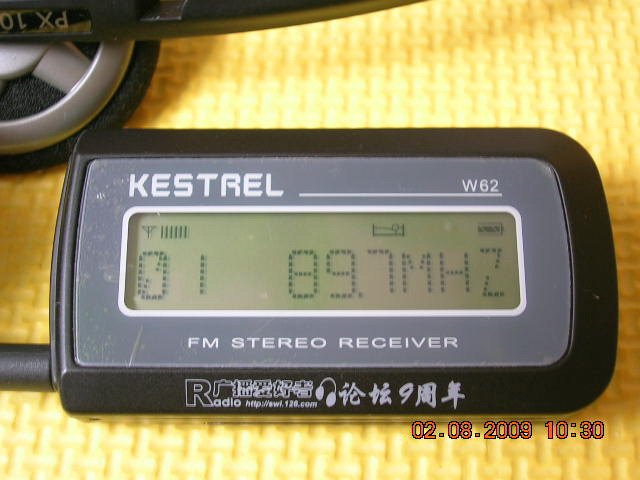 PX 10
KESTREL
W62
01 89.7MHZ
FM STEREO RECEIVER
Radio 广播爱好者 论坛9周年
http://swl.126.com
02.08.2009 10:30